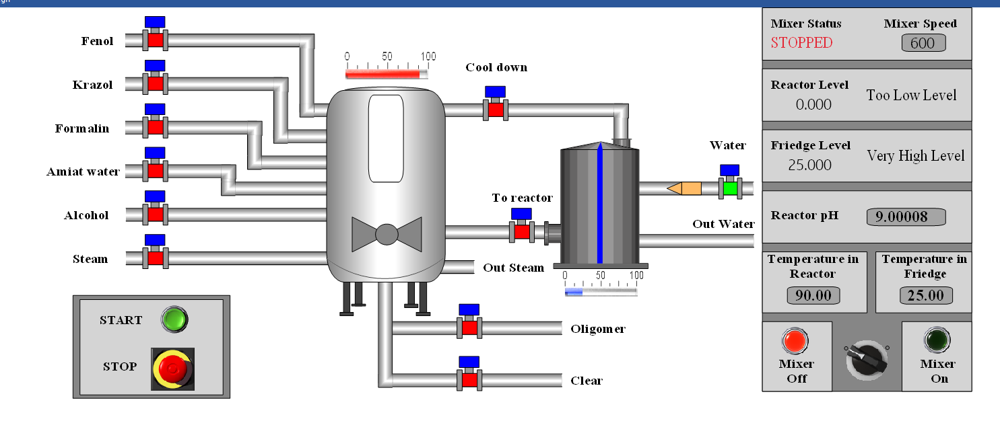 Fenol
Krazol
Formalin
Amiat water
Alcohol
Steam
START
STOP
0 50 100
Cool down
To reactor
Out Steam
0 50 100
Water
Out Water
Oligomer
Clear
Mixer Status Mixer Speed
STOPPED 600
Reactor Level
0.000
Too Low Level
Friedge Level
25.000
Very High Level
Reactor pH 9.00008
Temperature in
Reactor
90.00
Temperature in
Friedge
25.00
Mixer
Off
Mixer
On